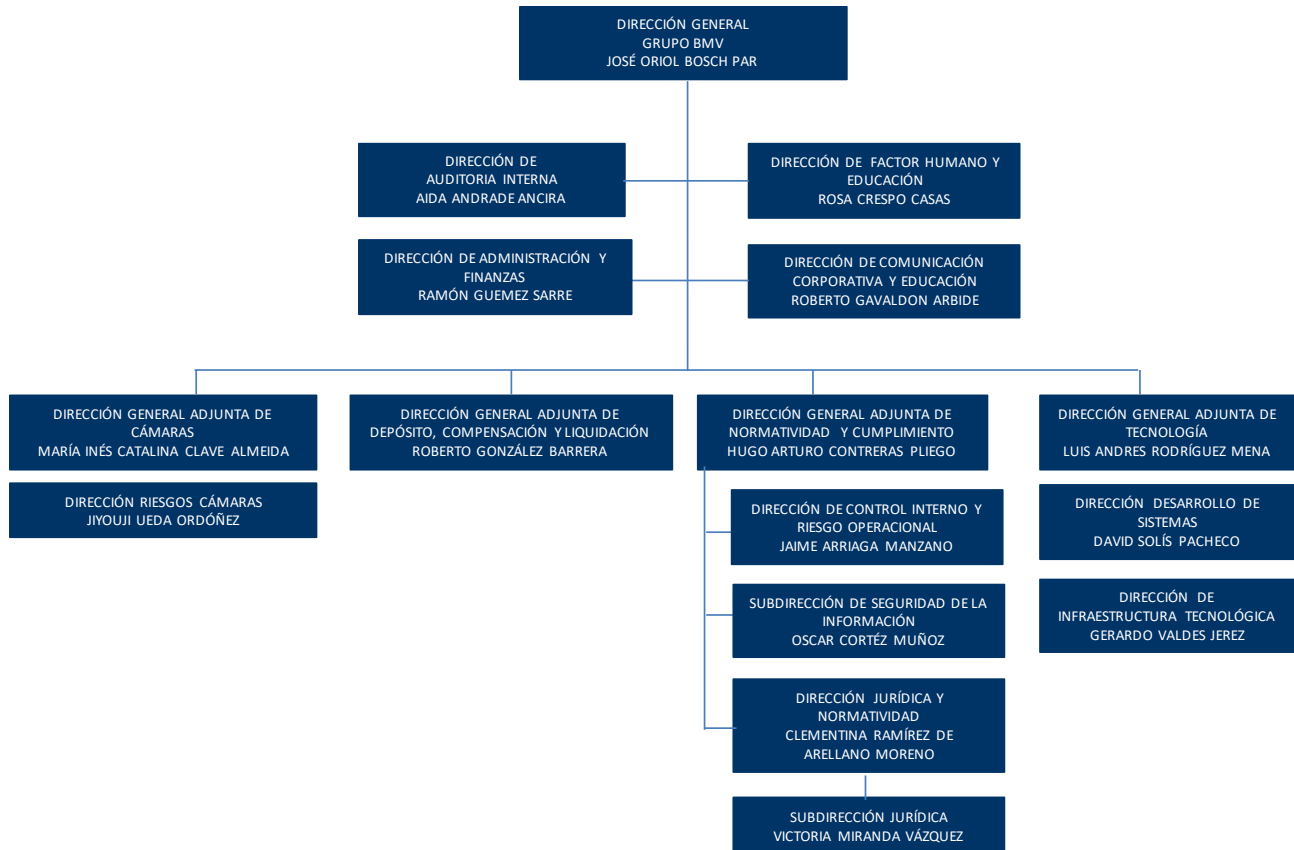 DIRECCIÓN GENERAL
GRUPO BMV
JOSÉ ORIOL BOSCH PAR
DIRECCIÓN DE
AUDITORIA INTERNA
AIDA ANDRADE ANCIRA
DIRECCIÓN DE FACTOR HUMANO Y
EDUCACIÓN
ROSA CRESPO CASAS
DIRECCIÓN DE ADMINISTRACIÓN Y
FINANZAS
RAMÓN GUEMEZ SARRE
DIRECCIÓN DE COMUNICACIÓN
CORPORATIVA Y EDUCACIÓN
ROBERTO GAVALDON ARBIDE
DIRECCIÓN GENERAL ADJUNTA DE
CÁMARAS
MARÍA INÉS CATALINA CLAVE ALMEIDA
DIRECCIÓN GENERAL ADJUNTA DE
DEPÓSITO, COMPENSACIÓN Y LIQUIDACIÓN
ROBERTO GONZÁLEZ BARRERA
DIRECCIÓN GENERAL ADJUNTA DE
NORMATIVIDAD Y CUMPLIMIENTO
HUGO ARTURO CONTRERAS PLIEGO
DIRECCIÓN GENERAL ADJUNTA DE
TECNOLOGÍA
LUIS ANDRES RODRÍGUEZ MENA
DIRECCIÓN RIESGOS CÁMARAS
JIYOUJI UEDA ORDÓÑEZ
DIRECCIÓN DE CONTROL INTERNO Y
RIESGO OPERACIONAL
JAIME ARRIAGA MANZANO
DIRECCIÓN DESARROLLO DE
SISTEMAS
DAVID SOLÍS PACHECO
SUBDIRECCIÓN DE SEGURIDAD DE LA
INFORMACIÓN
OSCAR CORTÉZ MUÑOZ
DIRECCIÓN DE
INFRAESTRUCTURA TECNOLÓGICA
GERARDO VALDES JEREZ
DIRECCIÓN JURÍDICA Y
NORMATIVIDAD
CLEMENTINA RAMÍREZ DE
ARELLANO MORENO
SUBDIRECCIÓN JURÍDICA
VICTORIA MIRANDA VÁZQUEZ